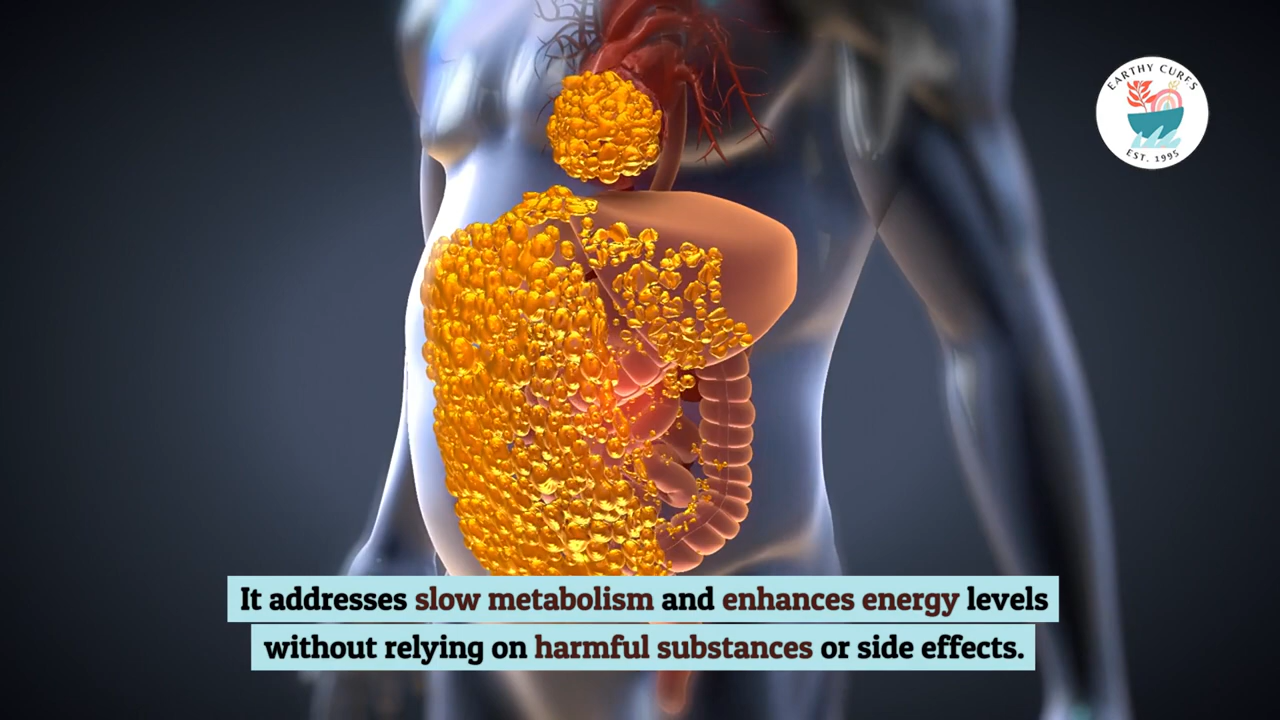 EARTHY CURES
EST. 1995
It addresses slow metabolism and enhances energy levels
without relying on harmful substances or side effects.